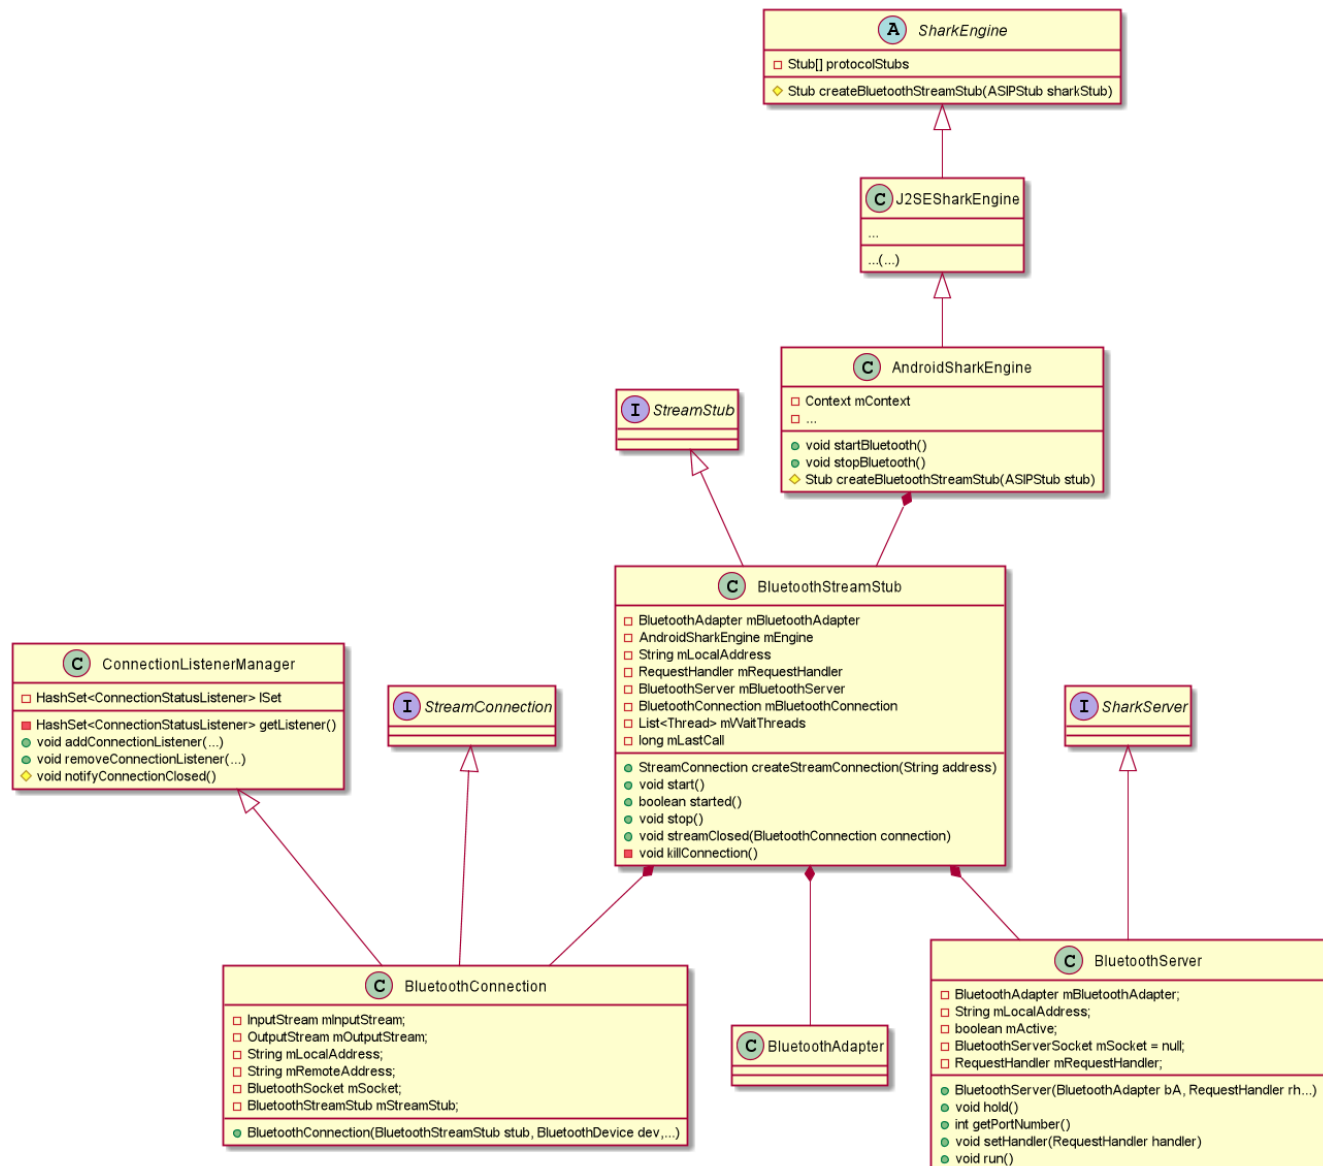 A SharkEngine
Stub[] protocolStubs
Stub createBluetoothStreamStub(ASIPStub sharkStub)
C J2SESharkEngine
...
...(...)
C AndroidSharkEngine
Context mContext
...
void startBluetooth()
void stopBluetooth()
Stub createBluetoothStreamStub(ASIPStub stub)
I StreamStub
C BluetoothStreamStub
BluetoothAdapter mBluetoothAdapter
AndroidSharkEngine mEngine
String mLocalAddress
RequestHandler mRequestHandler
BluetoothServer mBluetoothServer
BluetoothConnection mBluetoothConnection
List<Thread> mWaitThreads
long mLastCall
StreamConnection createStreamConnection(String address)
void start()
boolean started()
void stop()
void streamClosed(BluetoothConnection connection)
void killConnection()
C ConnectionListenerManager
HashSet<ConnectionStatusListener> lSet
HashSet<ConnectionStatusListener> getListener()
void addConnectionListener(...)
void removeConnectionListener(...)
void notifyConnectionClosed()
I StreamConnection
I SharkServer
C BluetoothConnection
InputStream mInputStream;
OutputStream mOutputStream;
String mLocalAddress;
String mRemoteAddress;
BluetoothSocket mSocket;
BluetoothStreamStub mStreamStub;
BluetoothConnection(BluetoothStreamStub stub, BluetoothDevice dev,...)
C BluetoothAdapter
C BluetoothServer
BluetoothAdapter mBluetoothAdapter;
String mLocalAddress;
boolean mActive;
BluetoothServerSocket mSocket = null;
RequestHandler mRequestHandler;
BluetoothServer(BluetoothAdapter bA, RequestHandler rh...)
void hold()
int getPortNumber()
void setHandler(RequestHandler handler)
void run()